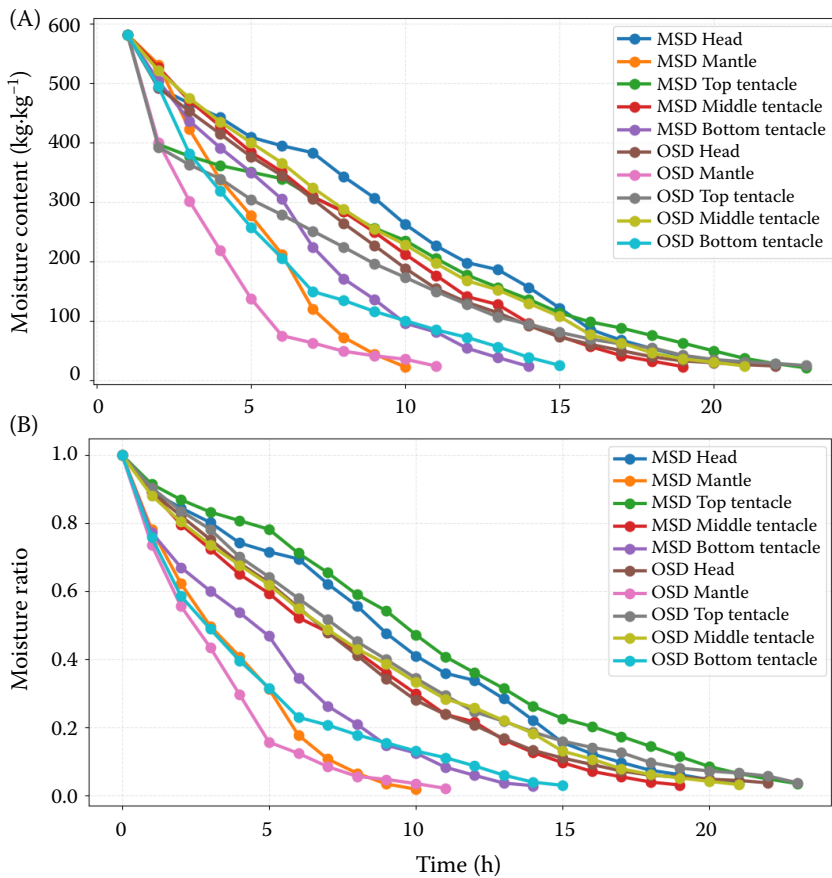 (A)
600
500
400
300
200
100
0
Moisture content (kg·kg⁻¹)
MSD Head
MSD Mantle
MSD Top tentacle
MSD Middle tentacle
MSD Bottom tentacle
OSD Head
OSD Mantle
OSD Top tentacle
OSD Middle tentacle
OSD Bottom tentacle
0 5 10 15 20
(B)
1.0
0.8
0.6
0.4
0.2
0.0
Moisture ratio
MSD Head
MSD Mantle
MSD Top tentacle
MSD Middle tentacle
MSD Bottom tentacle
OSD Head
OSD Mantle
OSD Top tentacle
OSD Middle tentacle
OSD Bottom tentacle
0 5 10 15 20
Time (h)